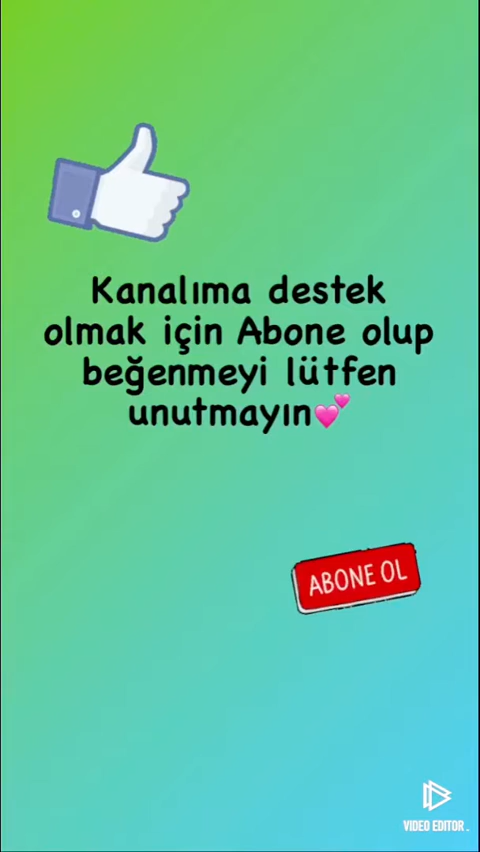 Kanalıma destek
olmak için Abone olup
beğenmeyi lütfen
unutmayın💕
ABONE OL
VIDEO EDITOR